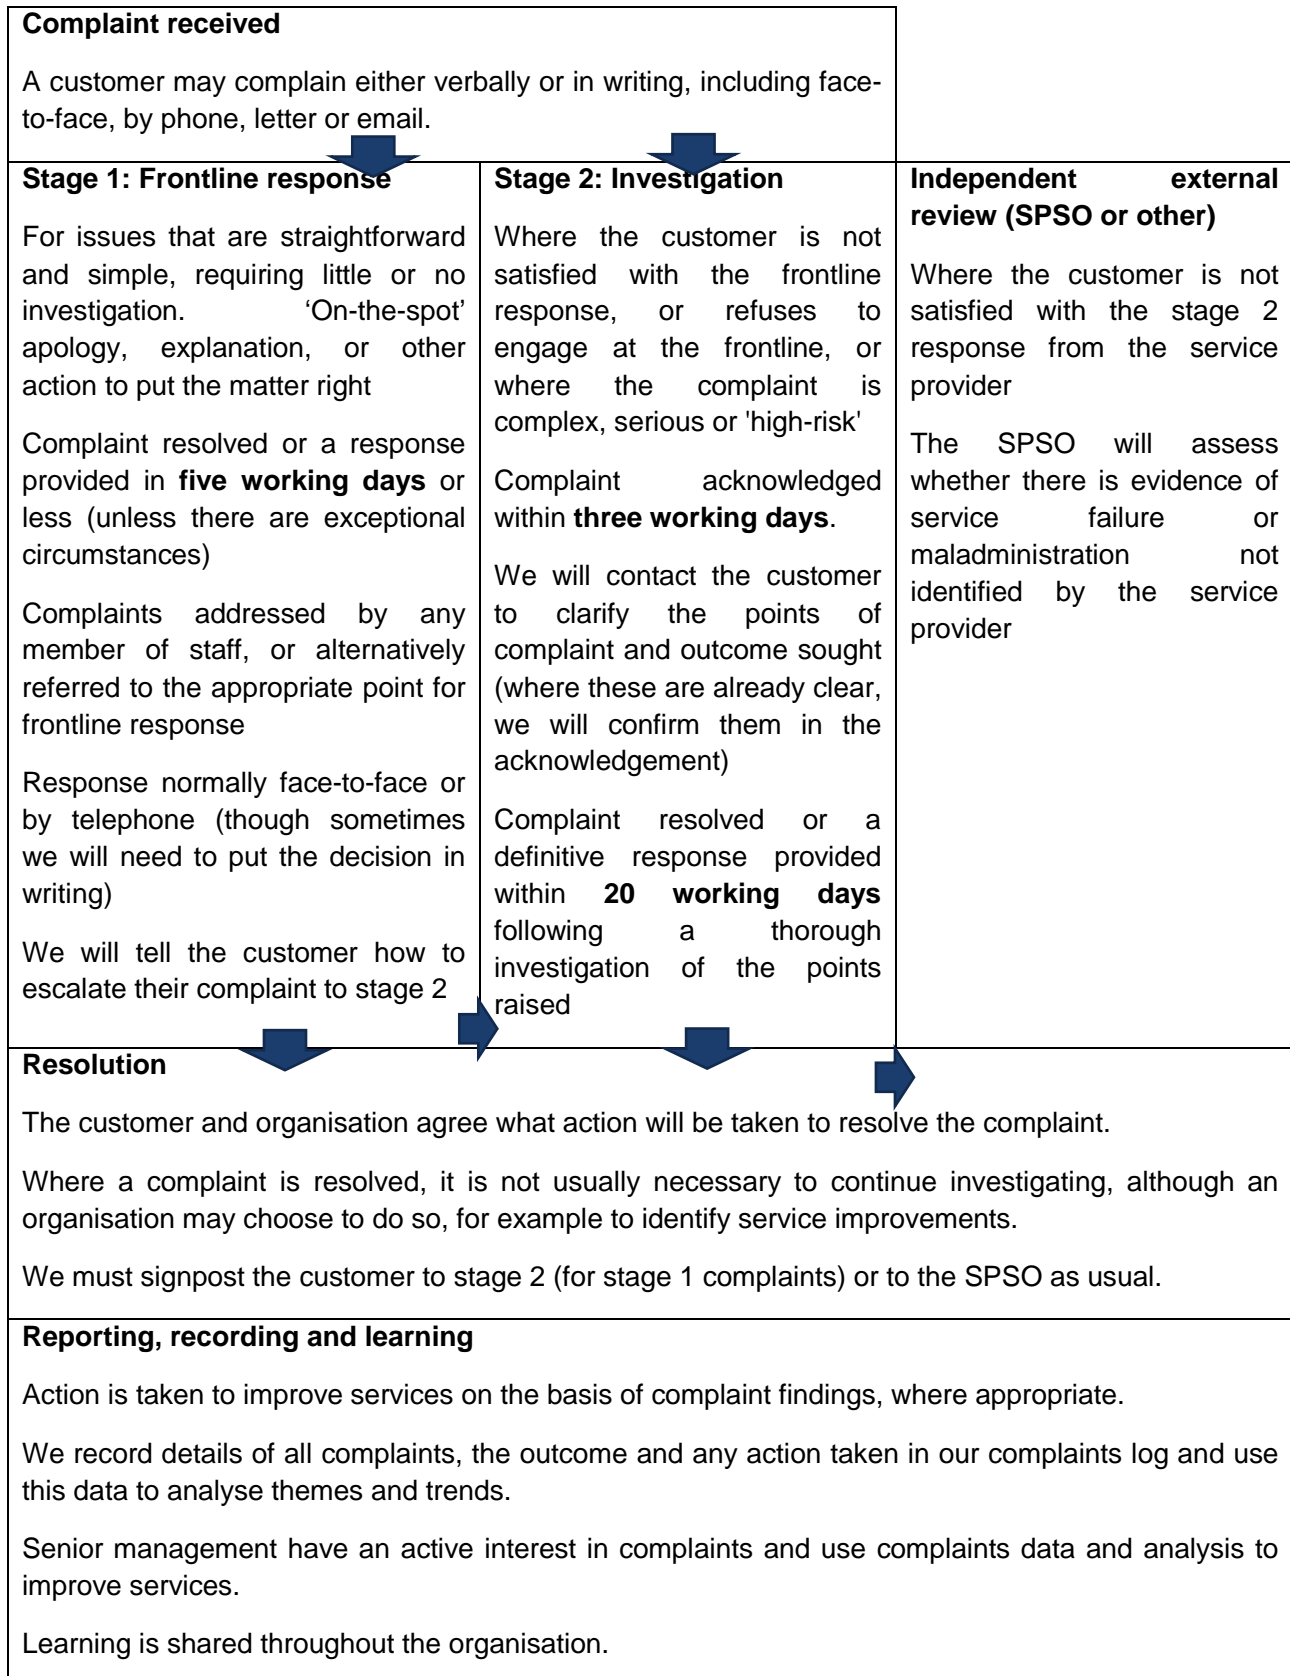 Complaint received
A customer may complain either verbally or in writing, including face-
to-face, by phone, letter or email.
Stage 1: Frontline response
For issues that are straightforward
and simple, requiring little or no
investigation. ‘On-the-spot’
apology, explanation, or other
action to put the matter right
Complaint resolved or a response
provided in five working days or
less (unless there are exceptional
circumstances)
Complaints addressed by any
member of staff, or alternatively
referred to the appropriate point for
frontline response
Response normally face-to-face or
by telephone (though sometimes
we will need to put the decision in
writing)
We will tell the customer how to
escalate their complaint to stage 2
Stage 2: Investigation
Where the customer is not
satisfied with the frontline
response, or refuses to
engage at the frontline, or
where the complaint is
complex, serious or 'high-risk'
Complaint acknowledged
within three working days.
We will contact the customer
to clarify the points of
complaint and outcome sought
(where these are already clear,
we will confirm them in the
acknowledgement)
Complaint resolved or a
definitive response provided
within 20 working days
following a thorough
investigation of the points
raised
Independent external
review (SPSO or other)
Where the customer is not
satisfied with the stage 2
response from the service
provider
The SPSO will assess
whether there is evidence of
service failure or
maladministration not
identified by the service
provider
Resolution
The customer and organisation agree what action will be taken to resolve the complaint.
Where a complaint is resolved, it is not usually necessary to continue investigating, although an
organisation may choose to do so, for example to identify service improvements.
We must signpost the customer to stage 2 (for stage 1 complaints) or to the SPSO as usual.
Reporting, recording and learning
Action is taken to improve services on the basis of complaint findings, where appropriate.
We record details of all complaints, the outcome and any action taken in our complaints log and use
this data to analyse themes and trends.
Senior management have an active interest in complaints and use complaints data and analysis to
improve services.
Learning is shared throughout the organisation.